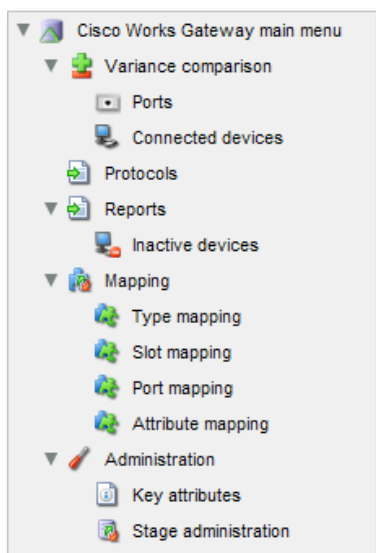 Cisco Works Gateway main menu
Variance comparison
Ports
Connected devices
Protocols
Reports
Inactive devices
Mapping
Type mapping
Slot mapping
Port mapping
Attribute mapping
Administration
Key attributes
Stage administration